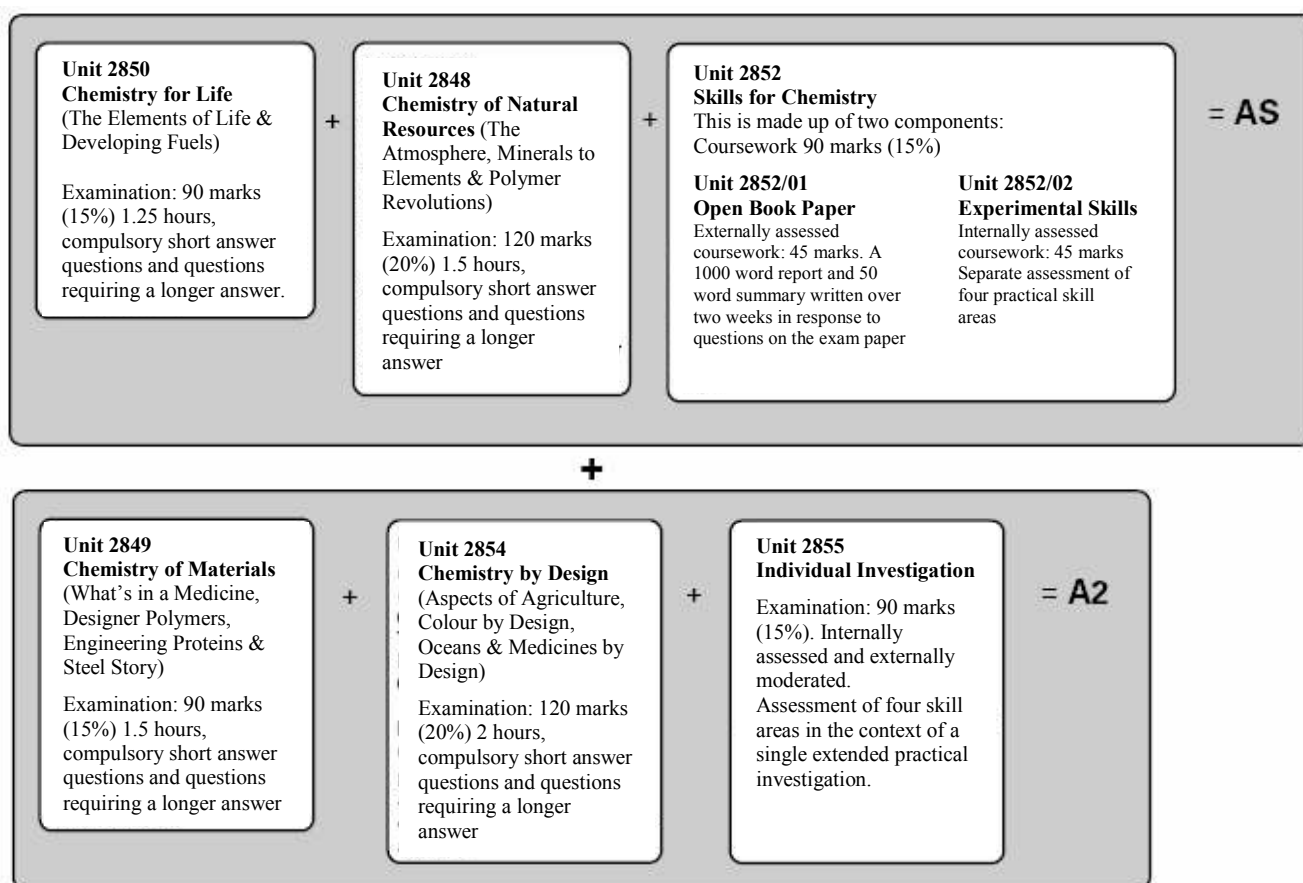 Unit 2850
Chemistry for Life
(The Elements of Life &
Developing Fuels)
Examination: 90 marks
(15%) 1.25 hours,
compulsory short answer
questions and questions
requiring a longer answer.
+
Unit 2848
Chemistry of Natural
Resources (The
Atmosphere, Minerals to
Elements & Polymer
Revolutions)
Examination: 120 marks
(20%) 1.5 hours,
compulsory short answer
questions and questions
requiring a longer
answer
+
Unit 2852
Skills for Chemistry
This is made up of two components:
Coursework 90 marks (15%)
Unit 2852/01
Open Book Paper
Externally assessed
coursework: 45 marks. A
1000 word report and 50
word summary written over
two weeks in response to
questions on the exam paper
Unit 2852/02
Experimental Skills
Internally assessed
coursework: 45 marks
Separate assessment of
four practical skill
areas
= AS
+
Unit 2849
Chemistry of Materials
(What's in a Medicine,
Designer Polymers,
Engineering Proteins &
Steel Story)
Examination: 90 marks
(15%) 1.5 hours,
compulsory short answer
questions and questions
requiring a longer answer
+
Unit 2854
Chemistry by Design
(Aspects of Agriculture,
Colour by Design,
Oceans & Medicines by
Design)
Examination: 120 marks
(20%) 2 hours,
compulsory short answer
questions and questions
requiring a longer
answer
+
Unit 2855
Individual Investigation
Examination: 90 marks
(15%). Internally
assessed and externally
moderated.
Assessment of four skill
areas in the context of a
single extended practical
investigation.
= A2